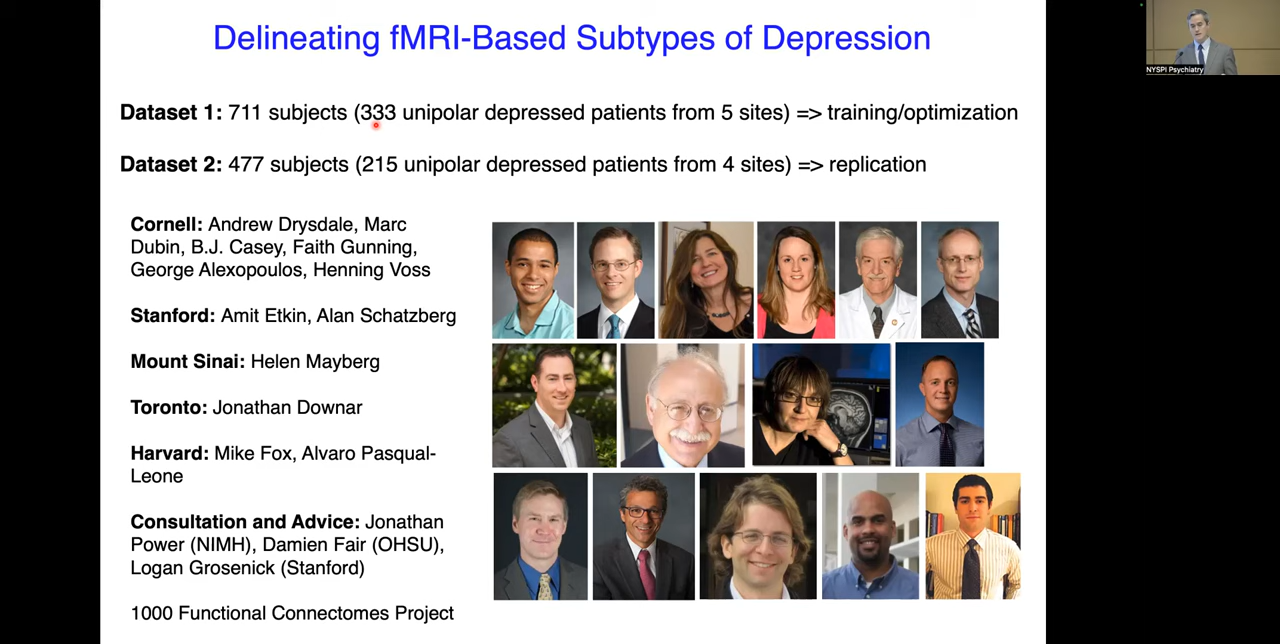 Delineating fMRI-Based Subtypes of Depression
NYSPI Psychiatry
Dataset 1: 711 subjects (333 unipolar depressed patients from 5 sites) => training/optimization
Dataset 2: 477 subjects (215 unipolar depressed patients from 4 sites) => replication
Cornell: Andrew Drysdale, Marc
Dubin, B.J. Casey, Faith Gunning,
George Alexopoulos, Henning Voss
Stanford: Amit Etkin, Alan Schatzberg
Mount Sinai: Helen Mayberg
Toronto: Jonathan Downar
Harvard: Mike Fox, Alvaro Pasqual-
Leone
Consultation and Advice: Jonathan
Power (NIMH), Damien Fair (OHSU),
Logan Grosenick (Stanford)
1000 Functional Connectomes Project